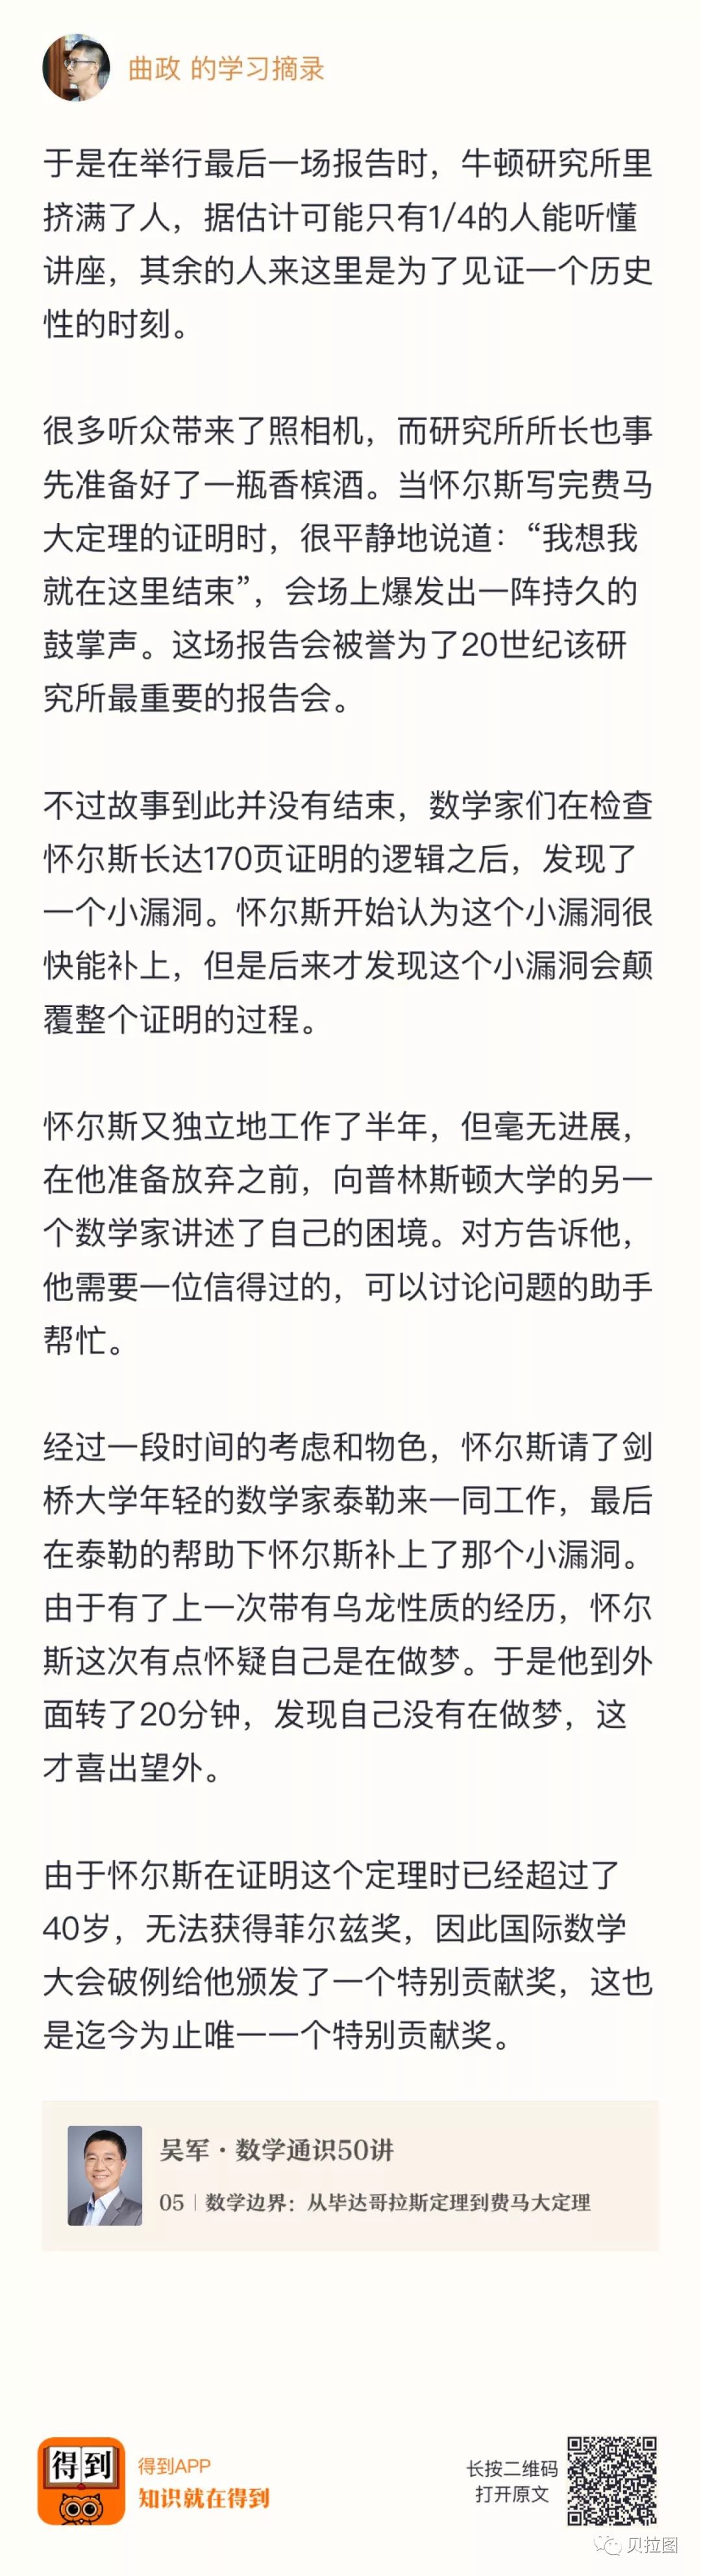 曲政 的学习摘录
于是在举行最后一场报告时，牛顿研究所里
挤满了人，据估计可能只有1/4的人能听懂
讲座，其余的人来这里是为了见证一个历史
性的时刻。
很多听众带来了照相机，而研究所所长也事
先准备好了一瓶香槟酒。当怀尔斯写完费马
大定理的证明时，很平静地说道：“我想我
就在这里结束”，会场上爆发出一阵持久的
鼓掌声。这场报告会被誉为了20世纪该研
究所最重要的报告会。
不过故事到此并没有结束，数学家们在检查
怀尔斯长达170页证明的逻辑之后，发现了
一个小漏洞。怀尔斯开始认为这个小漏洞很
快能补上，但是后来才发现这个小漏洞会颠
覆整个证明的过程。
怀尔斯又独立地工作了半年，但毫无进展，
在他准备放弃之前，向普林斯顿大学的另一
个数学家讲述了自己的困境。对方告诉他，
他需要一位信得过的，可以讨论问题的助手
帮忙。
经过一段时间的考虑和物色，怀尔斯请了剑
桥大学年轻的数学家泰勒来一同工作，最后
在泰勒的帮助下怀尔斯补上了那个小漏洞。
由于有了上一次带有乌龙性质的经历，怀尔
斯这次有点怀疑自己是在做梦。于是他到外
面转了20分钟，发现自己没有在做梦，这
才喜出望外。
由于怀尔斯在证明这个定理时已经超过了
40岁，无法获得菲尔兹奖，因此国际数学
大会破例给他颁发了一个特别贡献奖，这也
是迄今为止唯一一个特别贡献奖。
吴军·数学通识50讲
05｜数学边界：从毕达哥拉斯定理到费马大定理
得到
得到APP
知识就在得到
长按二维码
打开原文
贝拉图